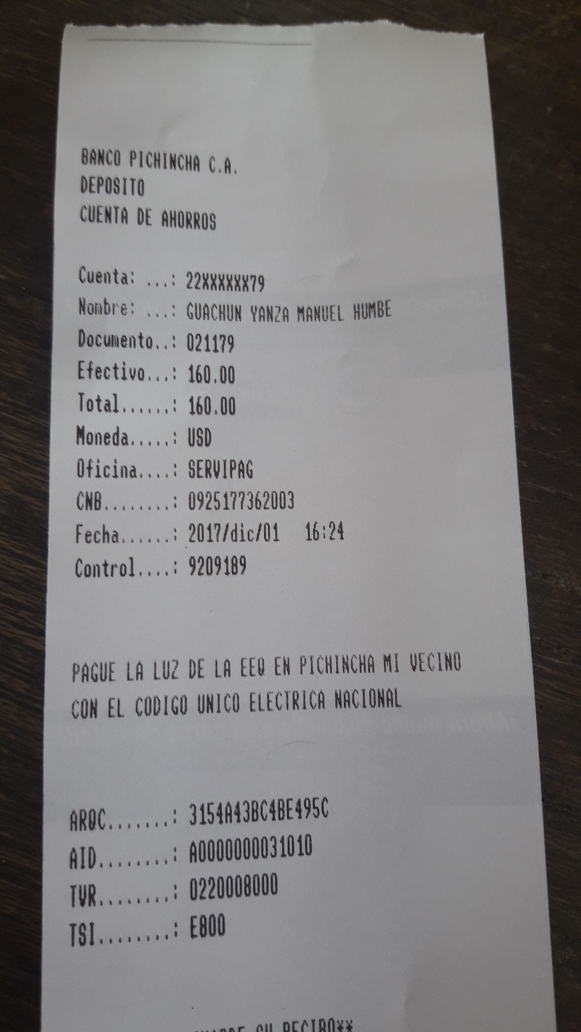 BANCO PICHINCHA C.A.
DEPOSITO
CUENTA DE AHORROS
Cuenta: ...: 22XXXXXX79
Nombre: ...: GUACHUN YANZA MANUEL HUMBE
Documento..: 021179
Efectivo...: 160.00
Total......: 160.00
Moneda.....: USD
Oficina....: SERVIPAG
CNB........: 0925177362003
Fecha......: 2017/dic/01 16:24
Control....: 9209189
PAGUE LA LUZ DE LA EEQ EN PICHINCHA MI VECINO
CON EL CODIGO UNICO ELECTRICA NACIONAL
ARQC.......: 3154A43BC4BE495C
AID........: A0000000031010
TVR........: 0220008000
TSI........: E800
SU RECIBO**